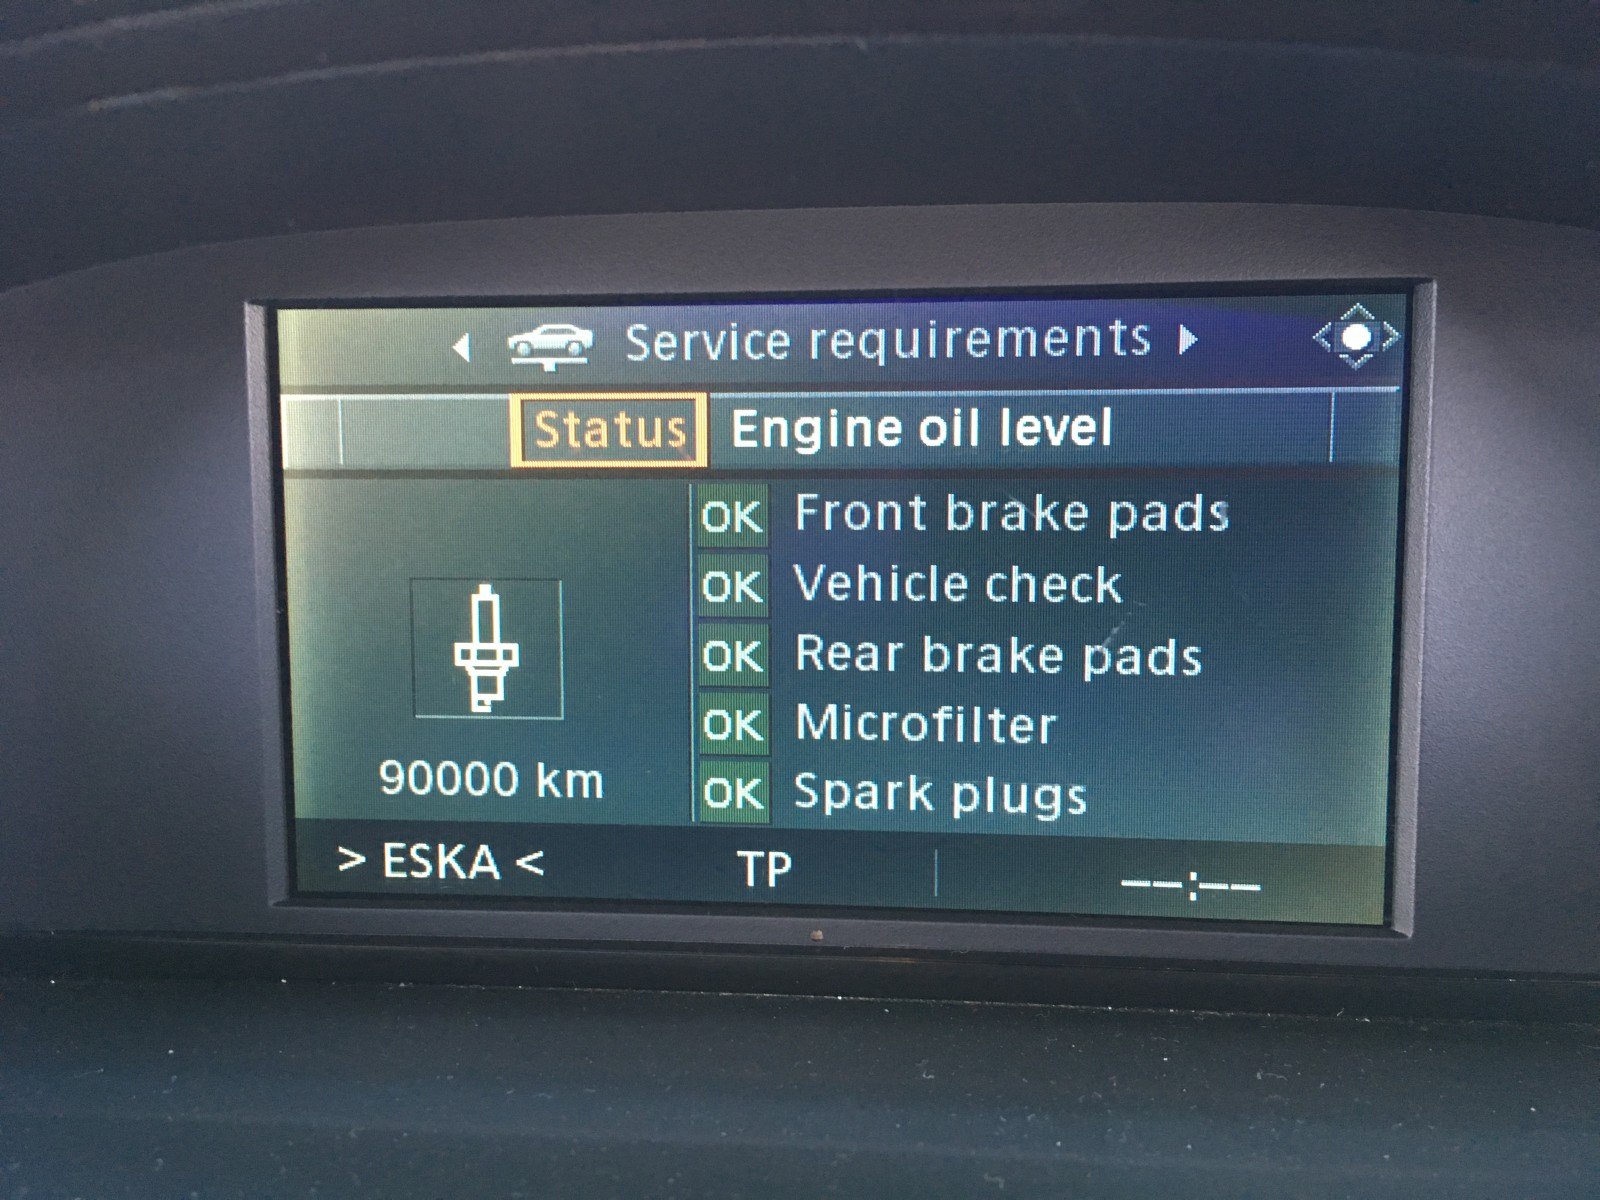 Service requirements
Status Engine oil level
OK Front brake pads
OK Vehicle check
OK Rear brake pads
OK Microfilter
OK Spark plugs
90000 km
> ESKA < TP --:--